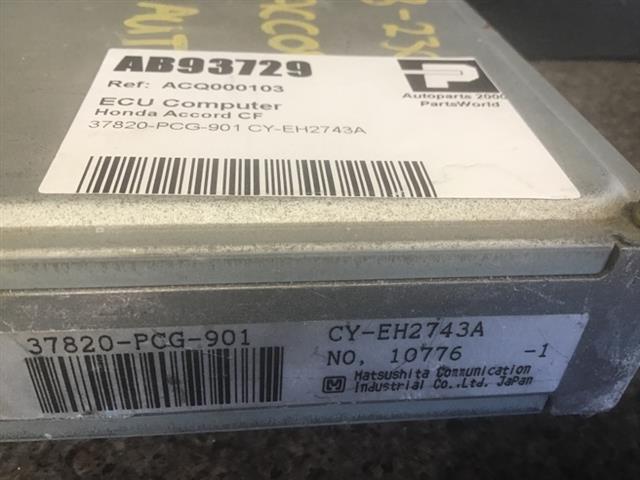 AB93729
Ref: ACQ000103
ECU Computer
Honda Accord CF
37820-PCG-901 CY-EH2743A
P
Autoparts 2000
PartsWorld
37820-PCG-901
CY-EH2743A
NO, 10776 -1
M Matsushita Communication
Industrial Co.,Ltd. JaPan